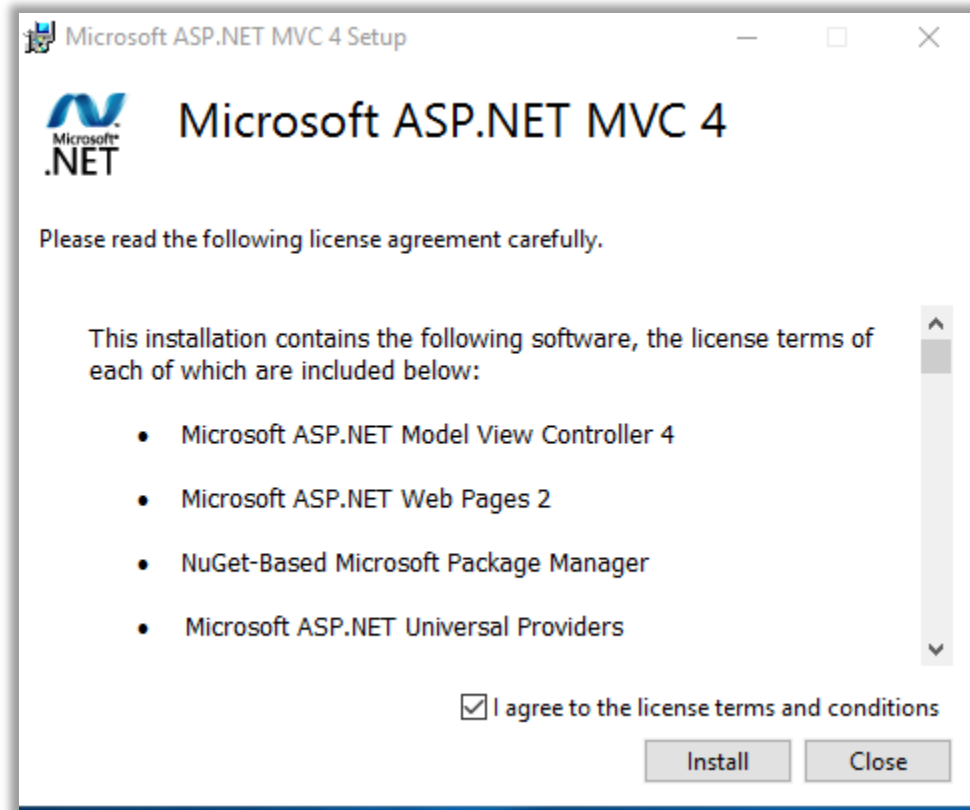 Microsoft ASP.NET MVC 4 Setup
Microsoft
.NET
Microsoft ASP.NET MVC 4
Please read the following license agreement carefully.
This installation contains the following software, the license terms of
each of which are included below:
• Microsoft ASP.NET Model View Controller 4
• Microsoft ASP.NET Web Pages 2
• NuGet-Based Microsoft Package Manager
• Microsoft ASP.NET Universal Providers
I agree to the license terms and conditions
Install Close